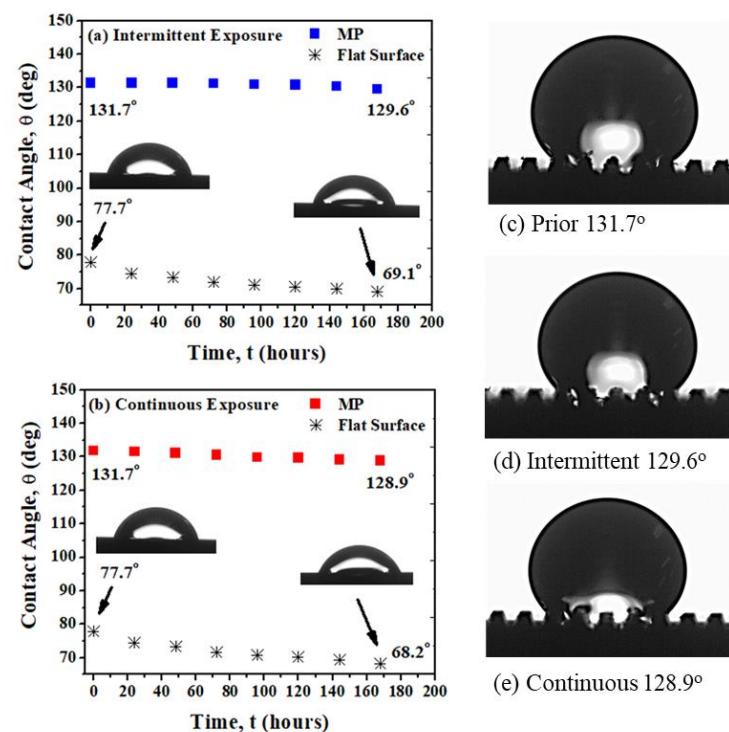 (a) Intermittent Exposure
MP
Flat Surface
Contact Angle, θ (deg)
150
140
130
120
110
100
90
80
70
131.7°
129.6°
77.7°
69.1°
0 20 40 60 80 100 120 140 160 180 200
Time, t (hours)
(b) Continuous Exposure
MP
Flat Surface
Contact Angle, θ (deg)
150
140
130
120
110
100
90
80
70
131.7°
128.9°
77.7°
68.2°
0 20 40 60 80 100 120 140 160 180 200
Time, t (hours)
(c) Prior 131.7º
(d) Intermittent 129.6º
(e) Continuous 128.9º